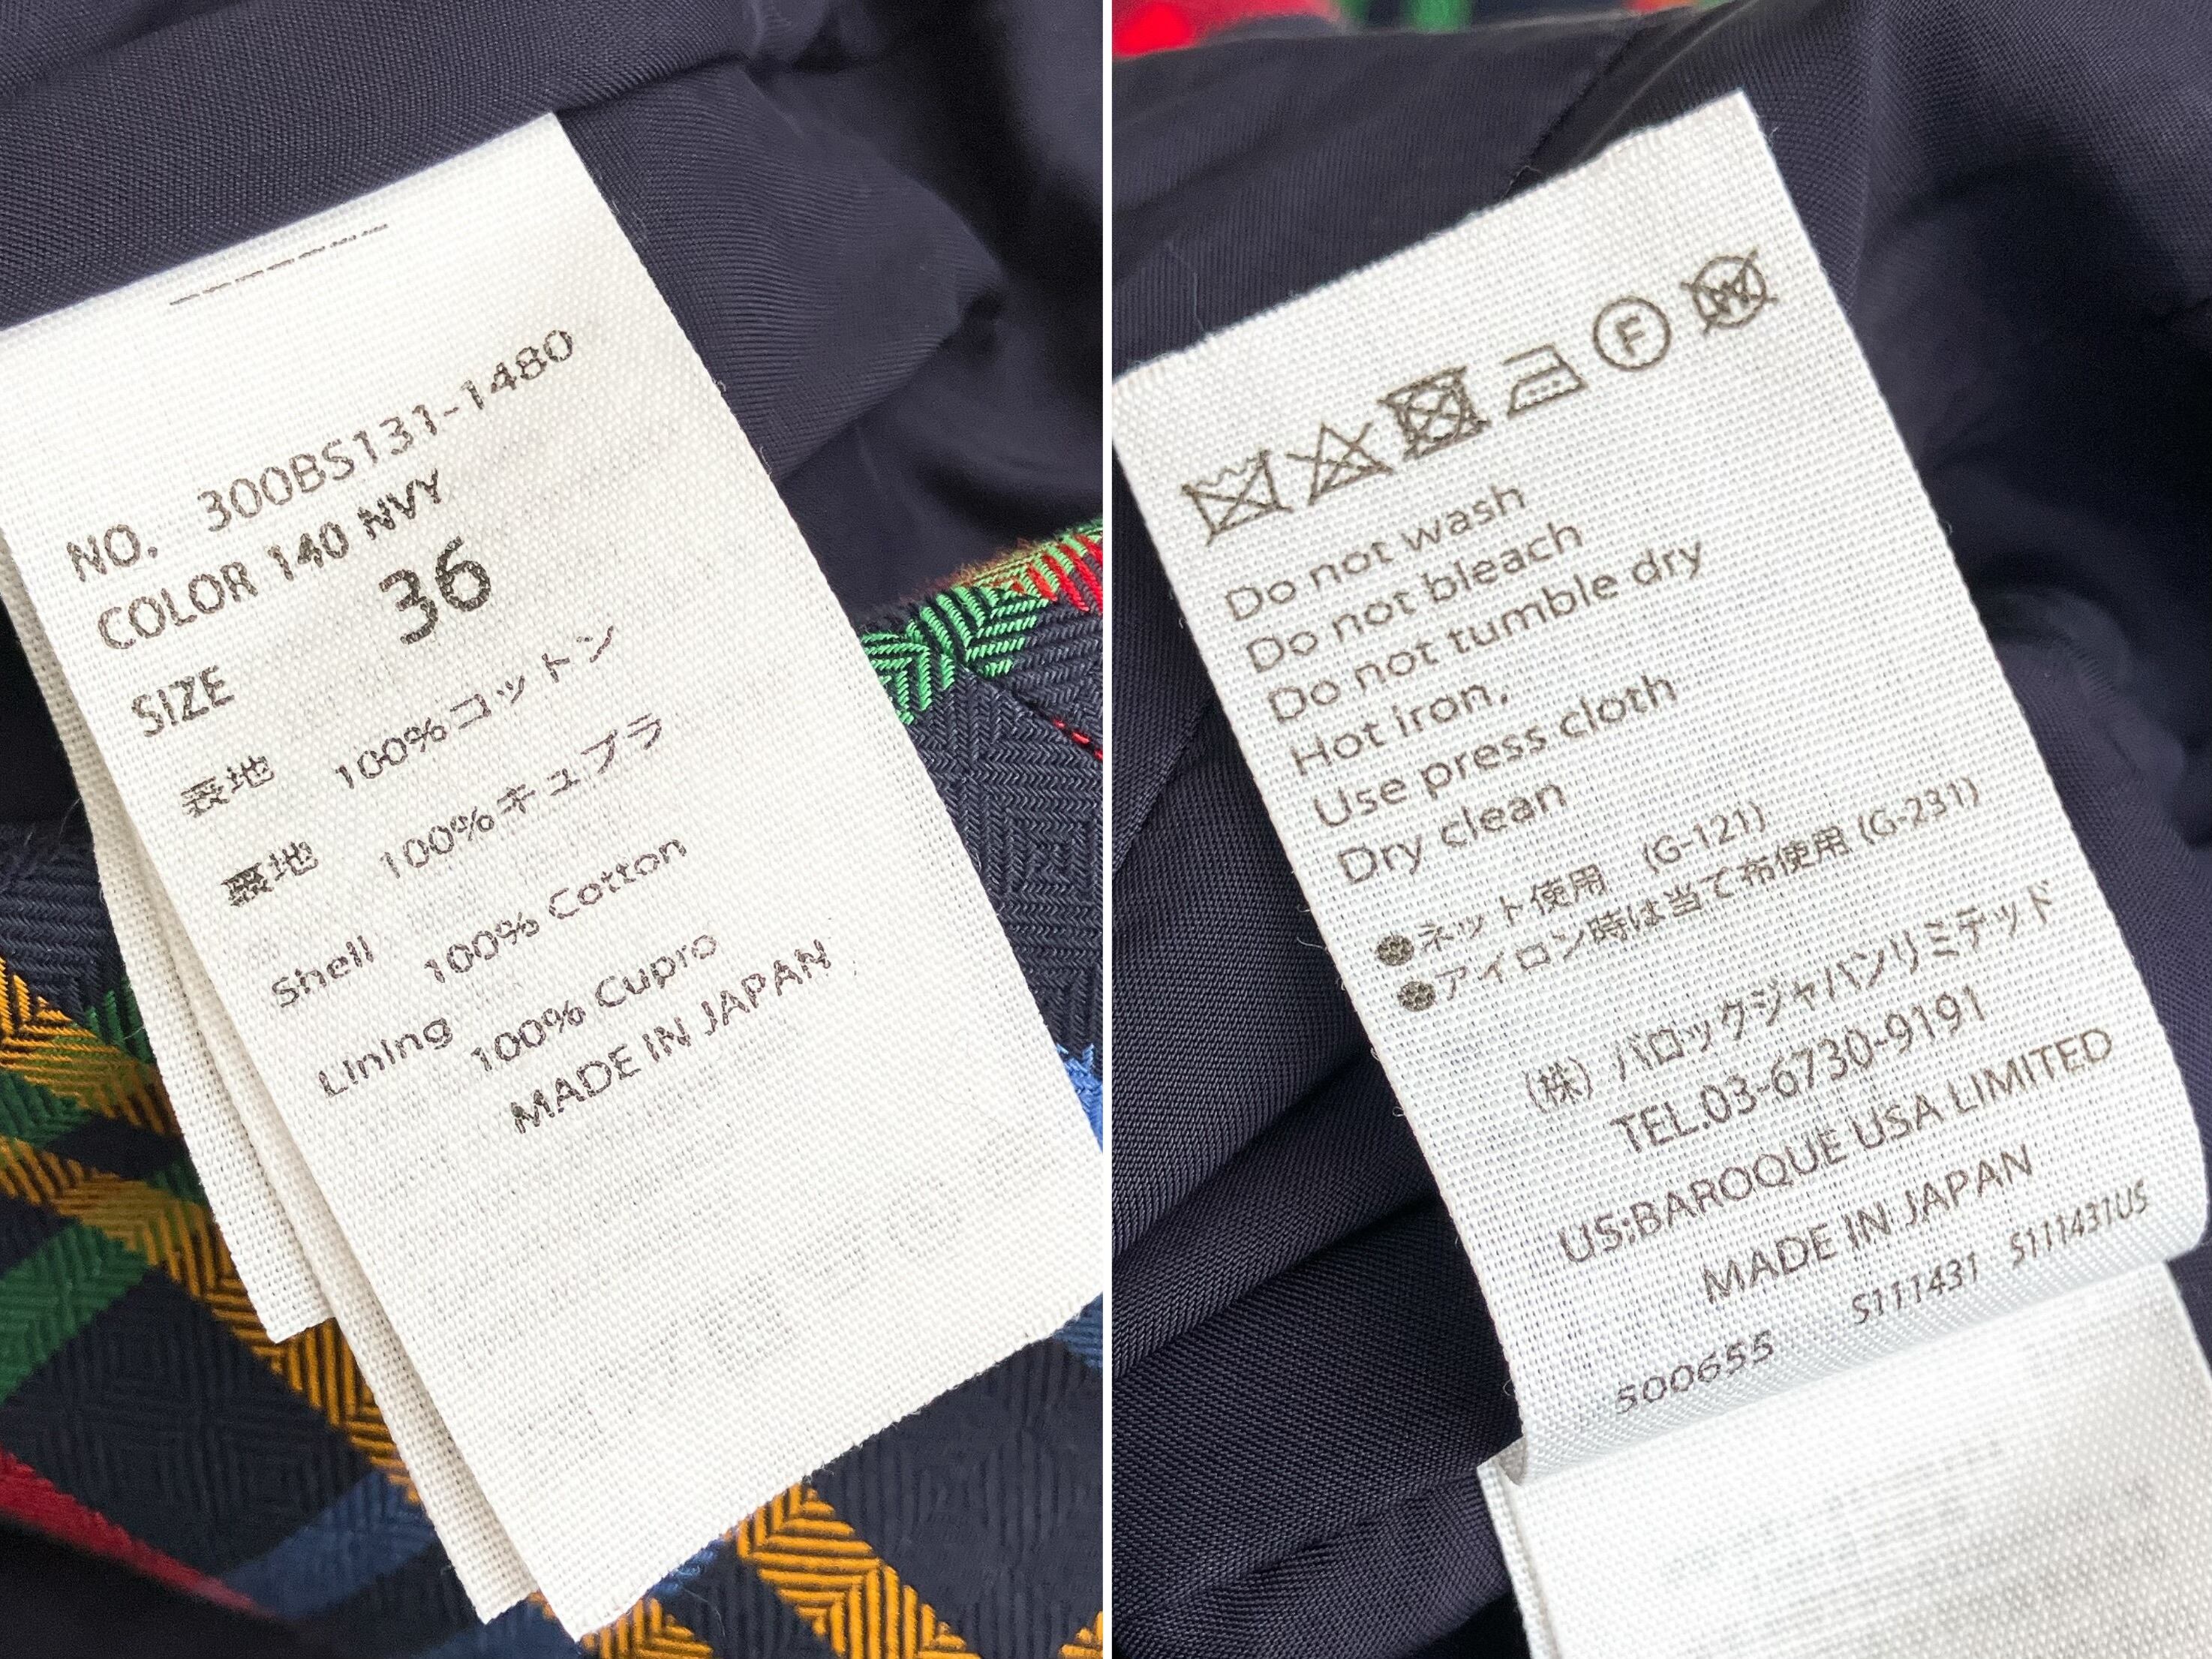 NO. 300BS131-1480
COLOR 140 NVY
SIZE 36
表地 100%コットン
裏地 100%キュプラ
Shell 100% Cotton
Lining 100% Cupro
MADE IN JAPAN
F
W
Do not wash
Do not bleach
Do not tumble dry
Hot iron,
Use press cloth
Dry clean
●ネット使用 (G-121)
●アイロン時は当て布使用 (G-231)
(株) バロックジャパンリミテッド
TEL.03-6730-9191
US:BAROQUE USA LIMITED
MADE IN JAPAN
500655 S111431 S111431US